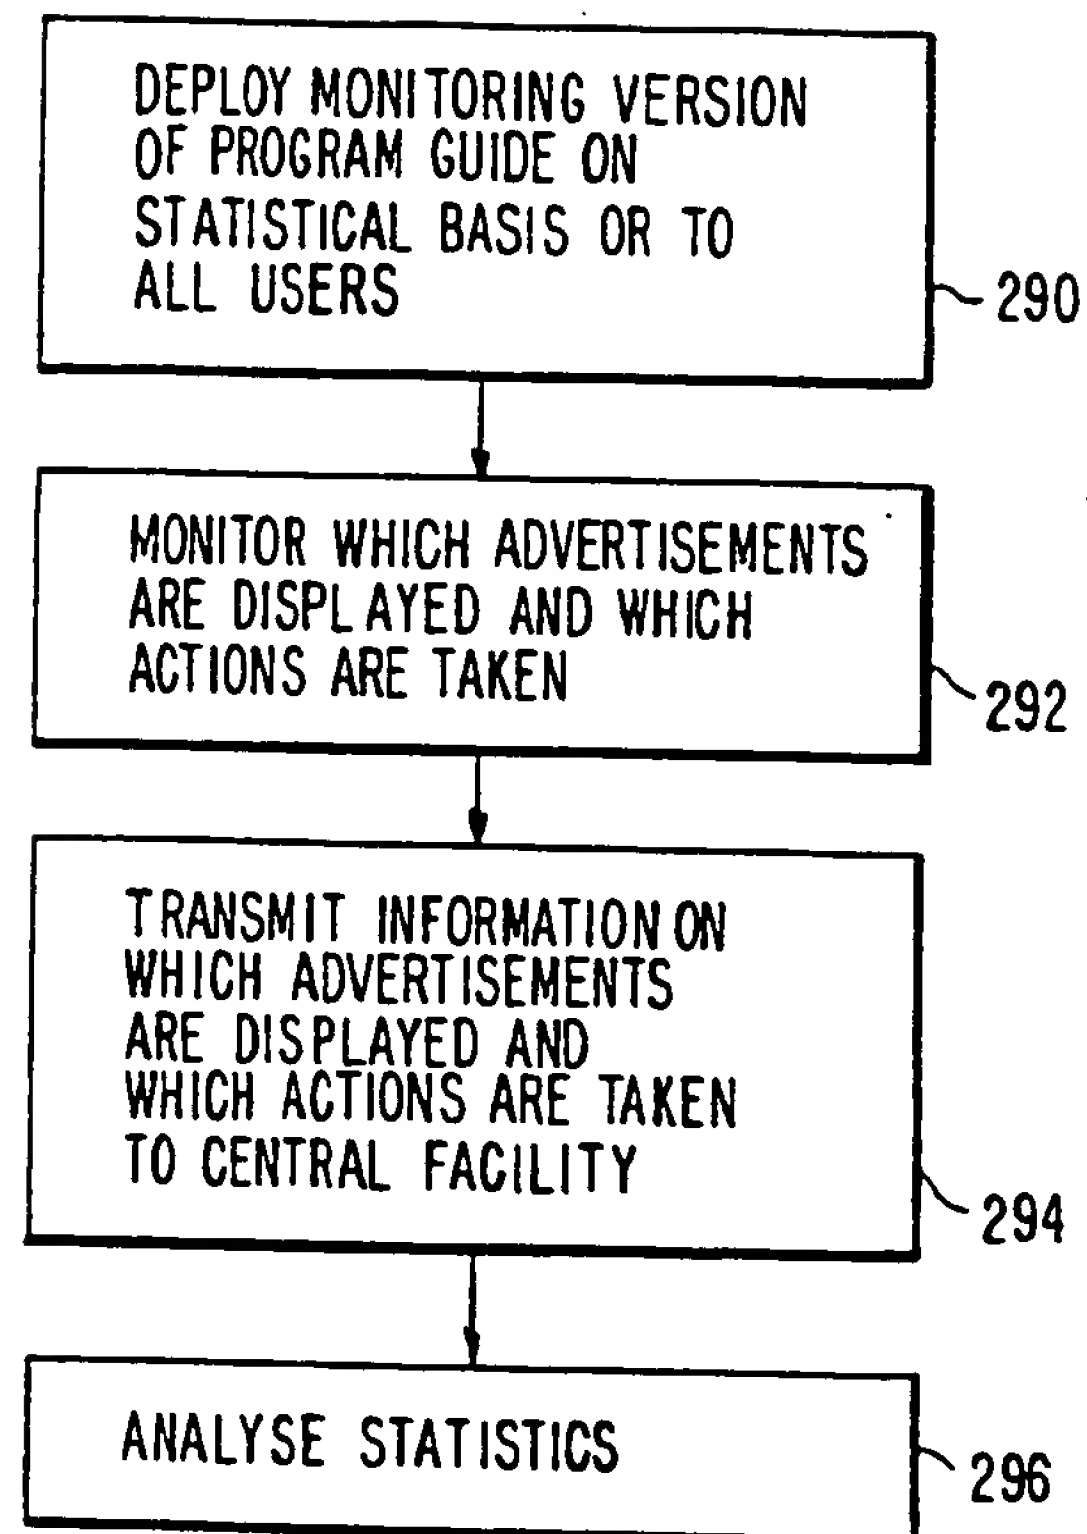 DEPLOY MONITORING VERSION
OF PROGRAM GUIDE ON
STATISTICAL BASIS OR TO
ALL USERS
290
MONITOR WHICH ADVERTISEMENTS
ARE DISPLAYED AND WHICH
ACTIONS ARE TAKEN
292
TRANSMIT INFORMATION ON
WHICH ADVERTISEMENTS
ARE DISPLAYED AND
WHICH ACTIONS ARE TAKEN
TO CENTRAL FACILITY
294
ANALYSE STATISTICS
296